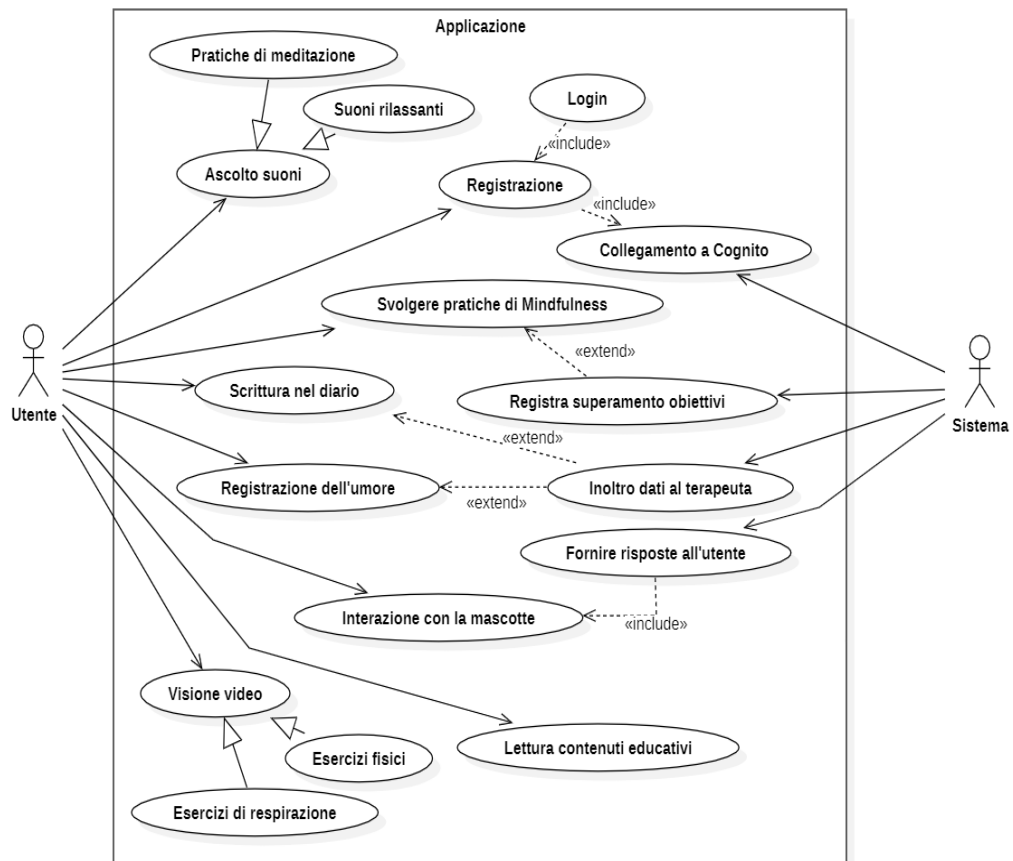 Applicazione
Pratiche di meditazione
Suoni rilassanti
Login
«include»
Ascolto suoni
Registrazione
«include»
Collegamento a Cognito
Svolgere pratiche di Mindfulness
«extend»
Scrittura nel diario
Registra superamento obiettivi
Utente
Sistema
«extend»
Registrazione dell'umore
Inoltro dati al terapeuta
«extend»
Fornire risposte all'utente
Interazione con la mascotte
«include»
Visione video
Lettura contenuti educativi
Esercizi fisici
Esercizi di respirazione